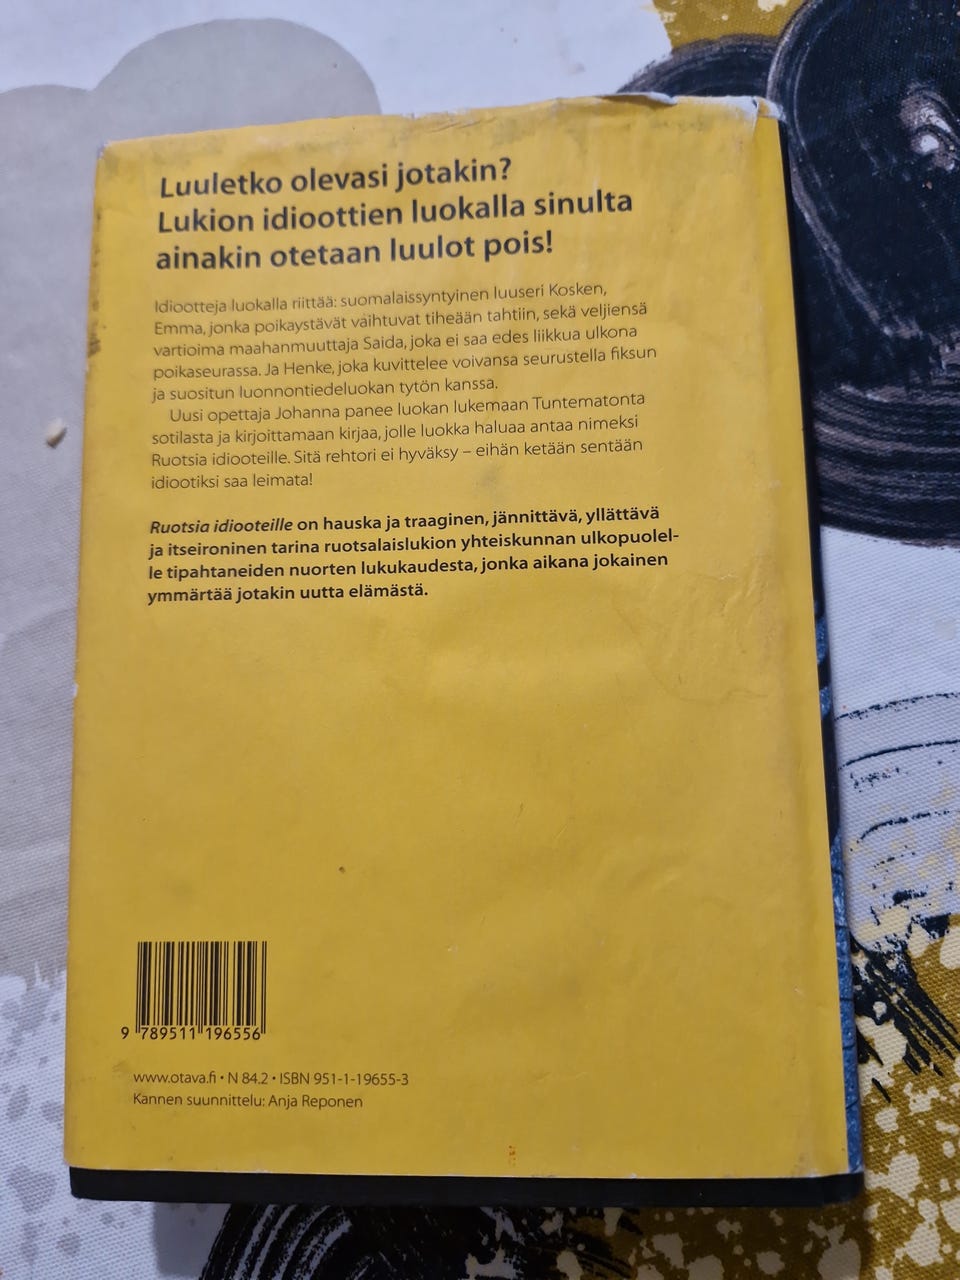 Luuletko olevasi jotakin?
Lukion idioottien luokalla sinulta
ainakin otetaan luulot pois!
Idiootteja luokalla riittää: suomalaissyntyinen luuseri Kosken,
Emma, jonka poikaystävät vaihtuvat tiheään tahtiin, sekä veljiensä
vartioima maahanmuuttaja Saida, joka ei saa edes liikkua ulkona
poikaseurassa. Ja Henke, joka kuvittelee voivansa seurustella fiksun
ja suositun luonnontiedeluokan tytön kanssa.
Uusi opettaja Johanna panee luokan lukemaan Tuntematonta
sotilasta ja kirjoittamaan kirjaa, jolle luokka haluaa antaa nimeksi
Ruotsia idiooteille. Sitä rehtori ei hyväksy – eihän ketään sentään
idiootiksi saa leimata!
Ruotsia idiooteille on hauska ja traaginen, jännittävä, yllättävä
ja itseironinen tarina ruotsalaislukion yhteiskunnan ulkopuolel-
le tipahtaneiden nuorten lukukaudesta, jonka aikana jokainen
ymmärtää jotakin uutta elämästä.
9 789511 196556
www.otava.fi • N 84.2 • ISBN 951-1-19655-3
Kannen suunnittelu: Anja Reponen